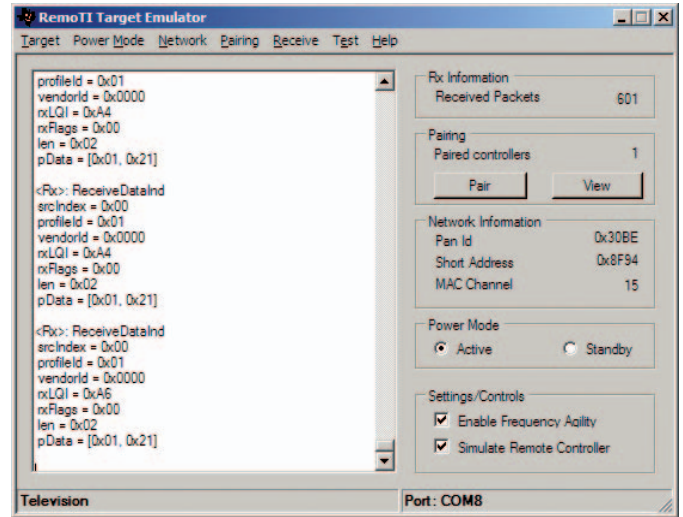 RemoTI Target Emulator
Target Power Mode Network Pairing Receive Test Help
profileId = 0x01
vendorId = 0x0000
rxLQI = 0xA4
rxFlags = 0x00
len = 0x02
pData = [0x01, 0x21]
<Rx>: ReceiveDataInd
srcIndex = 0x00
profileId = 0x01
vendorId = 0x0000
rxLQI = 0xA4
rxFlags = 0x00
len = 0x02
pData = [0x01, 0x21]
<Rx>: ReceiveDataInd
srcIndex = 0x00
profileId = 0x01
vendorId = 0x0000
rxLQI = 0xA6
rxFlags = 0x00
len = 0x02
pData = [0x01, 0x21]
Rx Information
Received Packets 601
Pairing
Paired controllers 1
Pair View
Network Information
Pan Id 0x30BE
Short Address 0x8F94
MAC Channel 15
Power Mode
Active Standby
Settings/Controls
Enable Frequency Agility
Simulate Remote Controller
Television Port: COM8